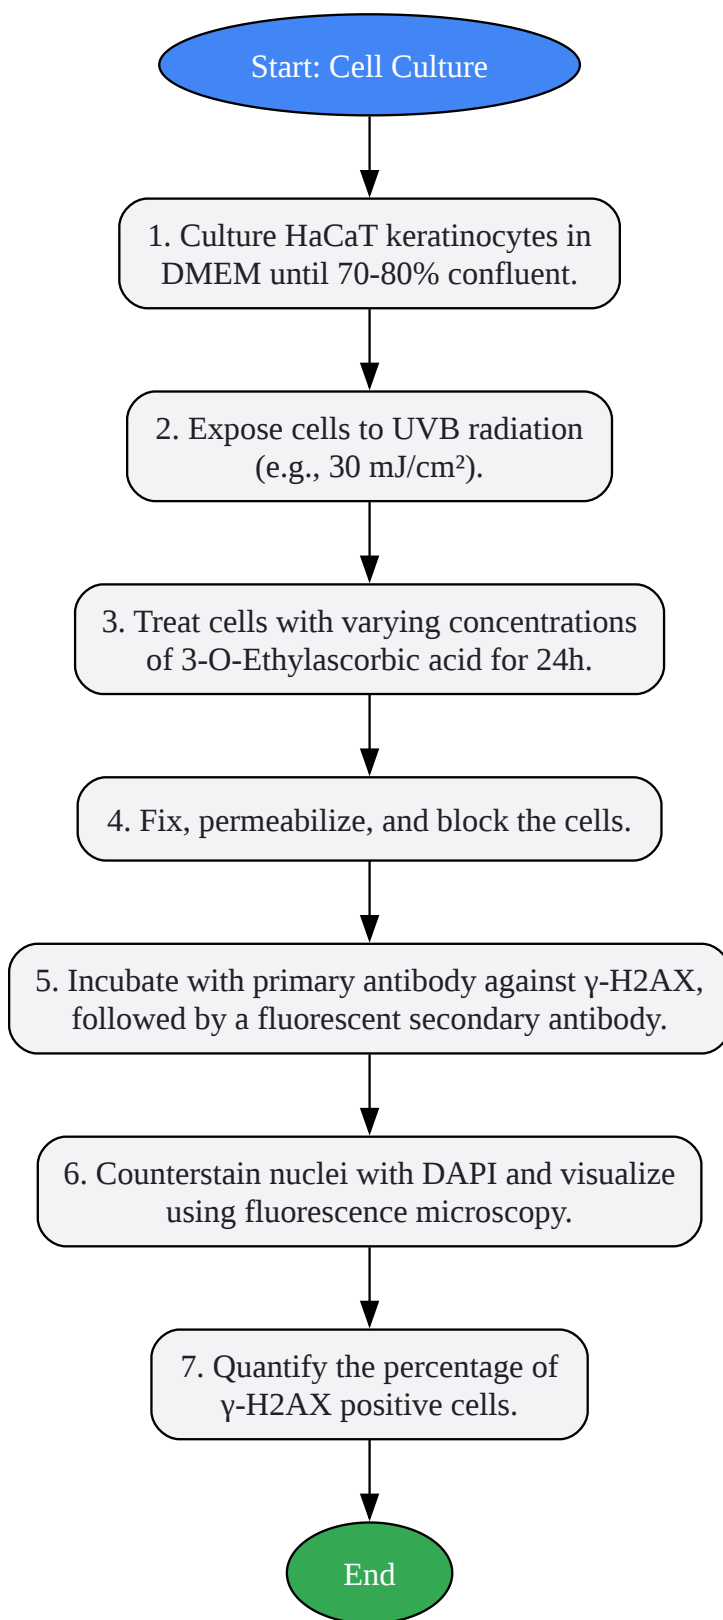 Start: Cell Culture
1. Culture HaCaT keratinocytes in
DMEM until 70-80% confluent.
2. Expose cells to UVB radiation
(e.g., 30 mJ/cm²).
3. Treat cells with varying concentrations
of 3-O-Ethylascorbic acid for 24h.
4. Fix, permeabilize, and block the cells.
5. Incubate with primary antibody against γ-H2AX,
followed by a fluorescent secondary antibody.
6. Counterstain nuclei with DAPI and visualize
using fluorescence microscopy.
7. Quantify the percentage of
γ-H2AX positive cells.
End